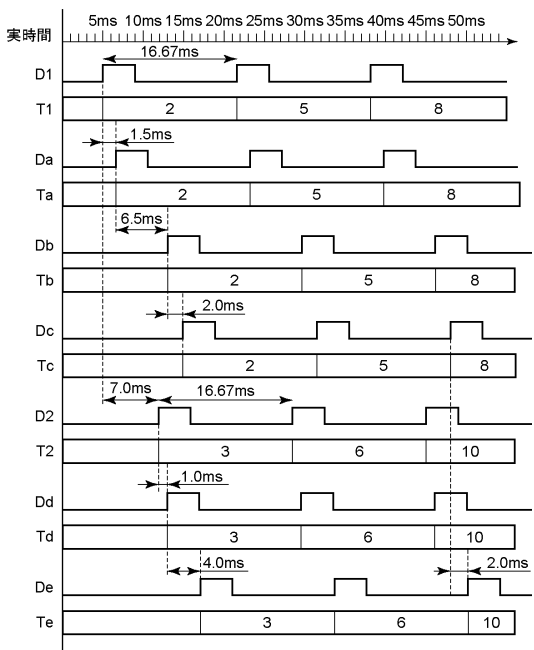 5ms 10ms 15ms 20ms 25ms 30ms 35ms 40ms 45ms 50ms
実時間
16.67ms
D1
T1 2 5 8
1.5ms
Da
Ta 2 5 8
6.5ms
Db
Tb 2 5 8
2.0ms
Dc
Tc 2 5 8
7.0ms 16.67ms
D2
T2 3 6 10
1.0ms
Dd
Td 3 6 10
4.0ms 2.0ms
De
Te 3 6 10